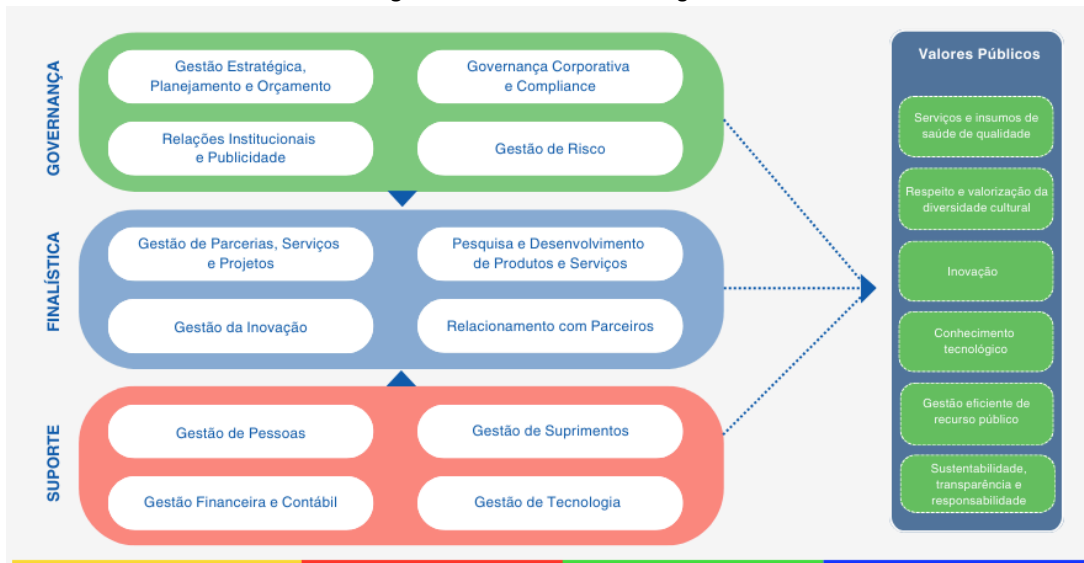 GOVERNANÇA
Gestão Estratégica,
Planejamento e Orçamento
Governança Corporativa
e Compliance
Relações Institucionais
e Publicidade
Gestão de Risco
FINALÍSTICA
Gestão de Parcerias, Serviços
e Projetos
Pesquisa e Desenvolvimento
de Produtos e Serviços
Gestão da Inovação
Relacionamento com Parceiros
SUPORTE
Gestão de Pessoas
Gestão de Suprimentos
Gestão Financeira e Contábil
Gestão de Tecnologia
Valores Públicos
Serviços e insumos de
saúde de qualidade
Respeito e valorização da
diversidade cultural
Inovação
Conhecimento
tecnológico
Gestão eficiente de
recurso público
Sustentabilidade,
transparência e
responsabilidade